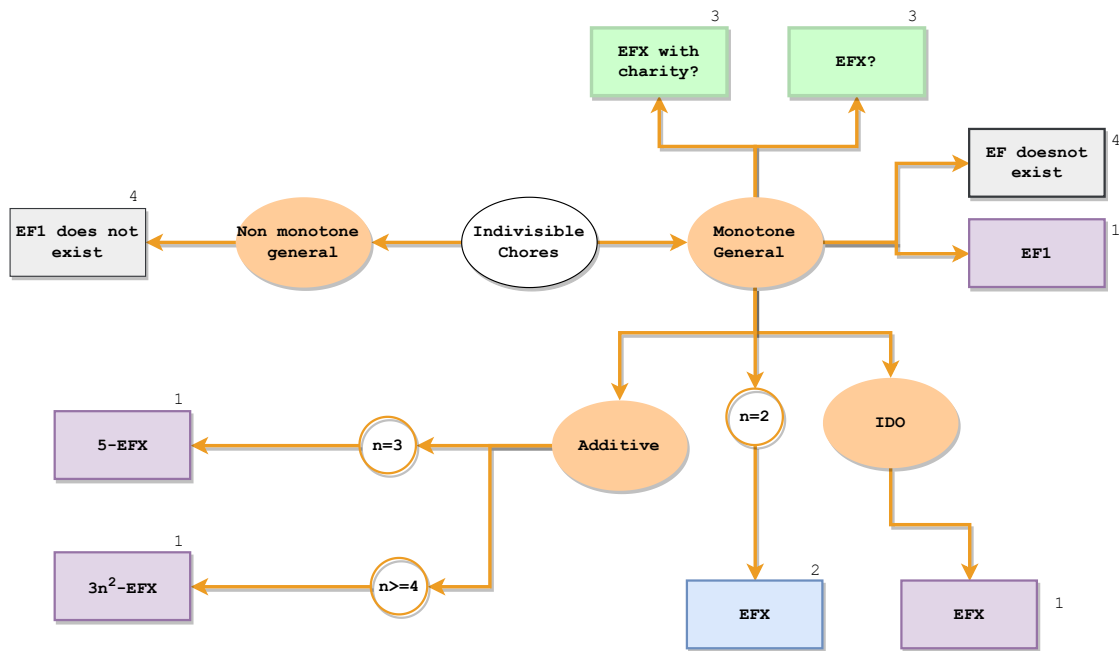 3
3
EFX with
charity?
EFX?
4
EF doesnot
exist
4
EF1 does not
exist
Non monotone
general
Indivisible
Chores
Monotone
General
1
EF1
1
5-EFX
n=3
Additive
n=2
IDO
1
3n²-EFX
n>=4
2
EFX
EFX
1